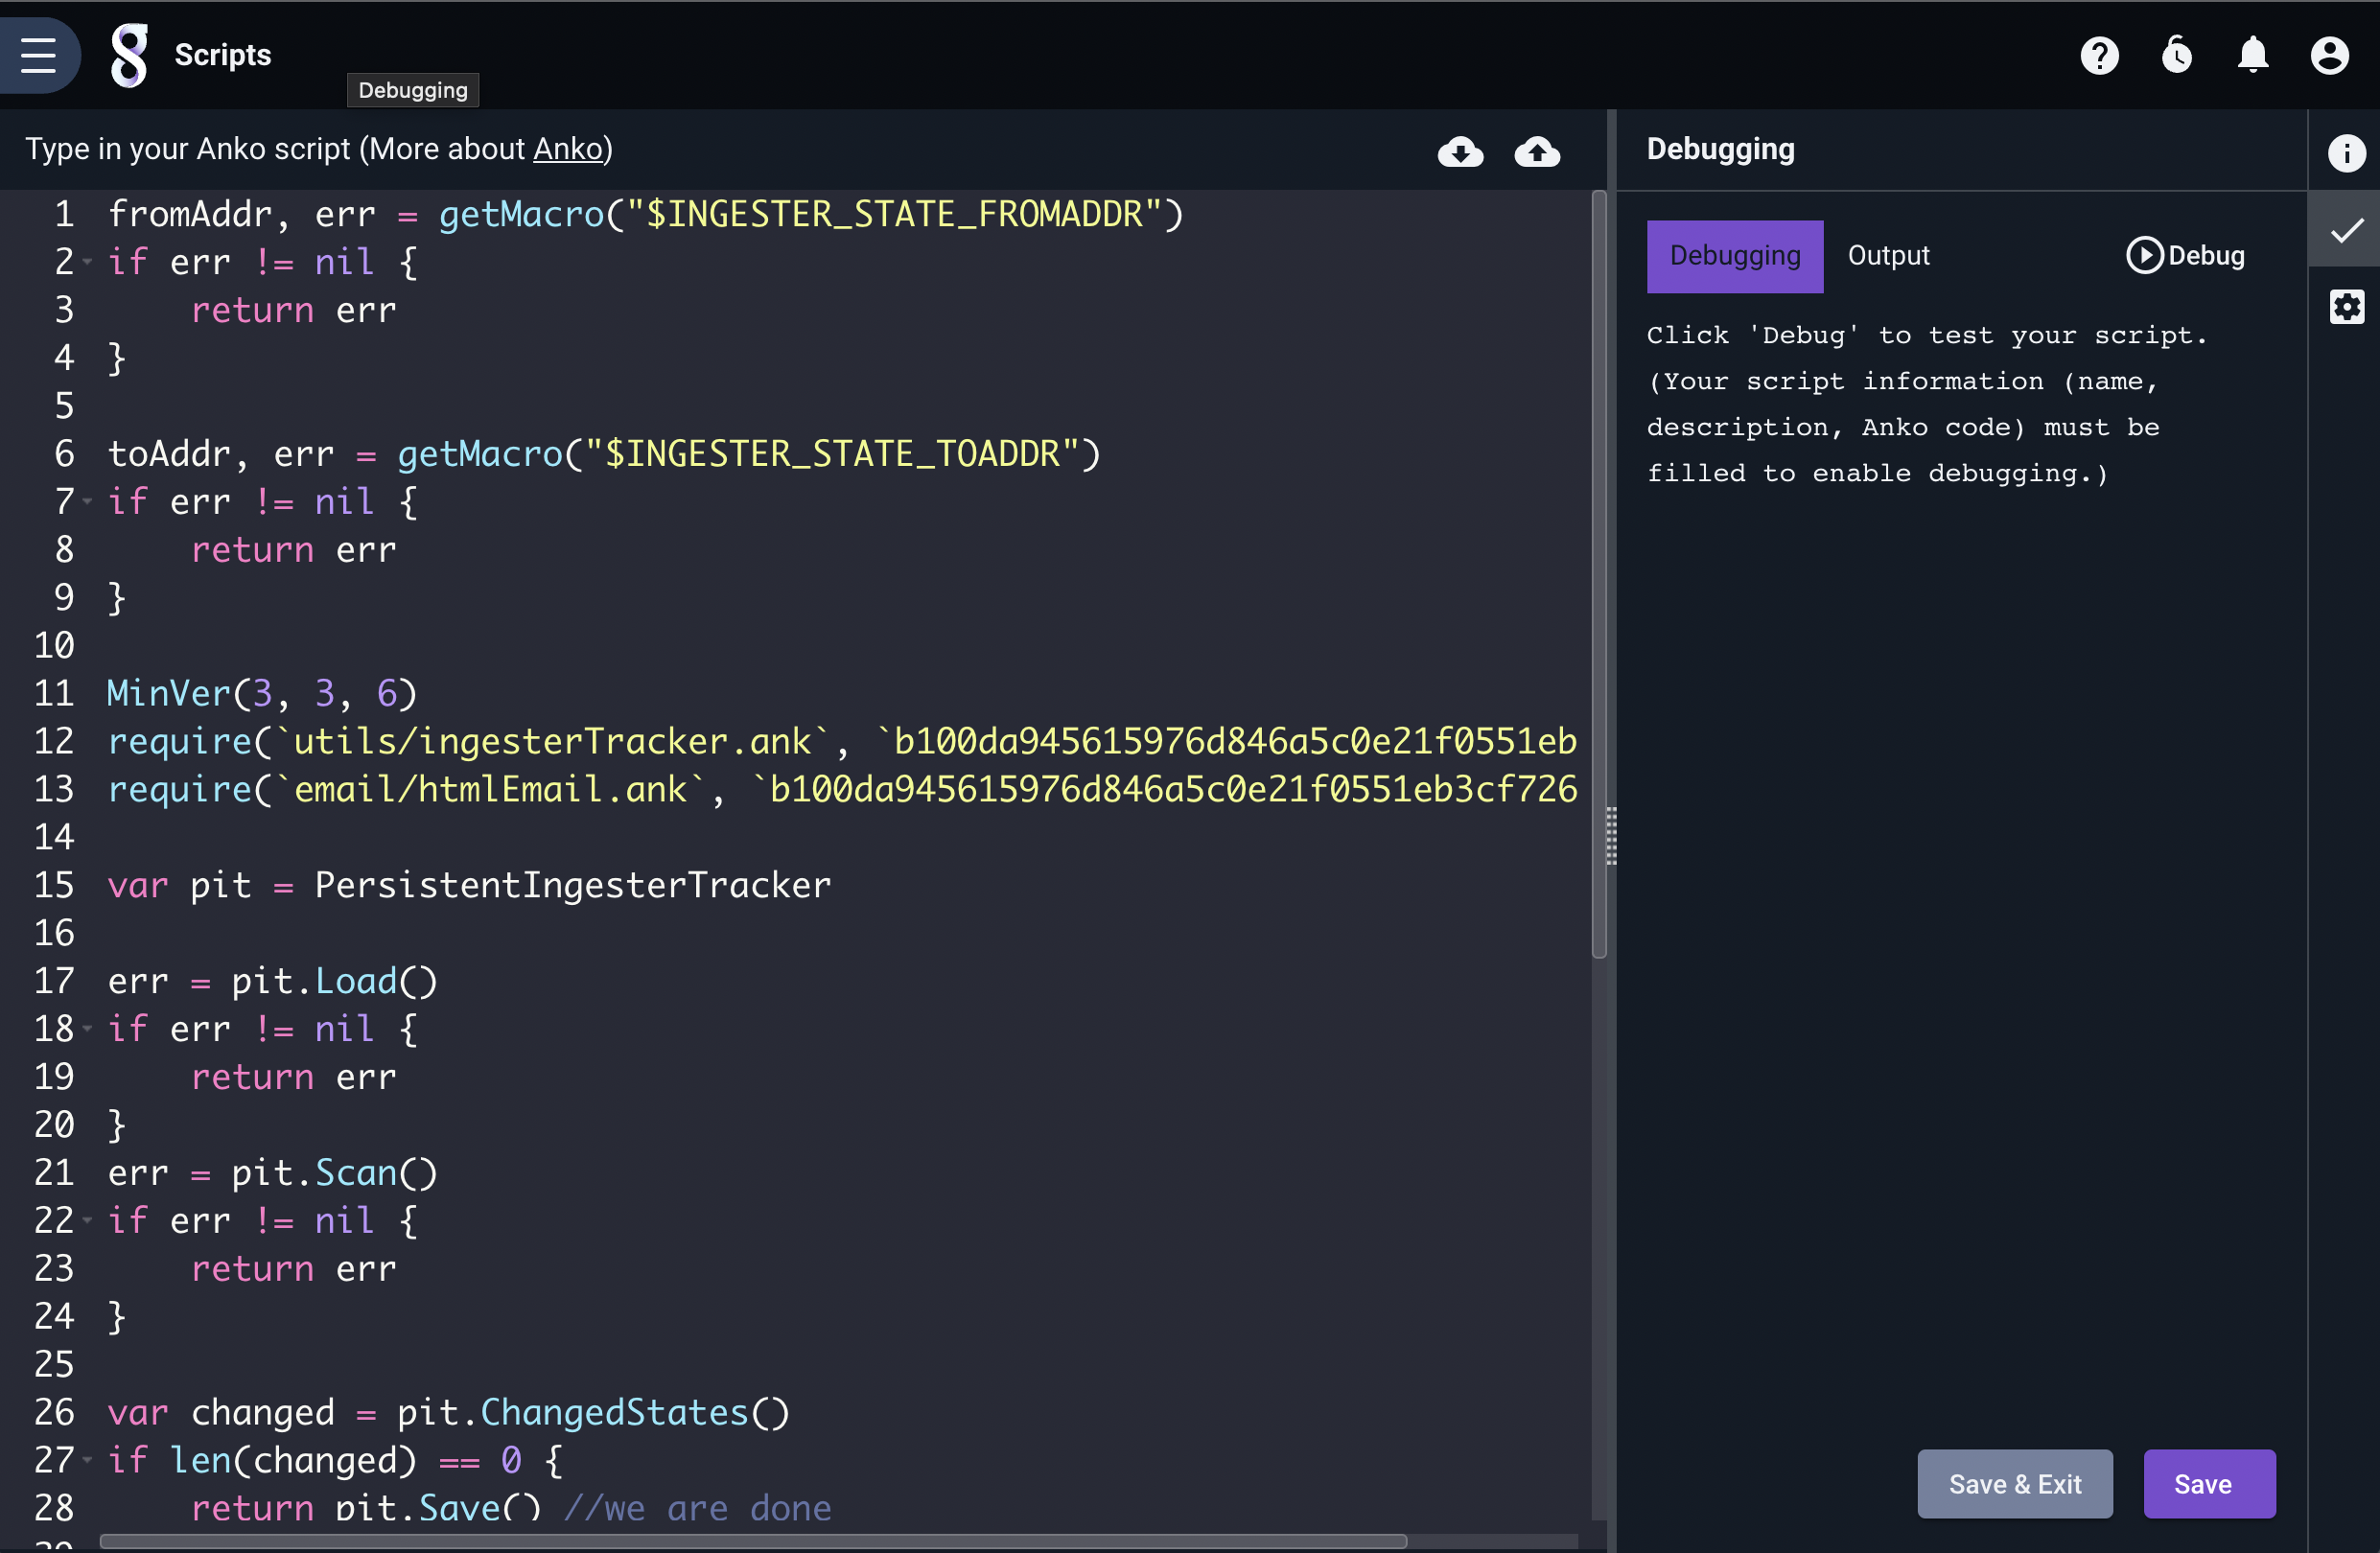 Scripts
Debugging
Type in your Anko script (More about Anko)
1 fromAddr, err = getMacro("$INGESTER_STATE_FROMADDR")
2 if err != nil {
3     return err
4 }
5
6 toAddr, err = getMacro("$INGESTER_STATE_TOADDR")
7 if err != nil {
8     return err
9 }
10
11 MinVer(3, 3, 6)
12 require(`utils/ingesterTracker.ank`, `b100da945615976d846a5c0e21f0551eb
13 require(`email/htmlEmail.ank`, `b100da945615976d846a5c0e21f0551eb3cf726
14
15 var pit = PersistentIngesterTracker
16
17 err = pit.Load()
18 if err != nil {
19     return err
20 }
21 err = pit.Scan()
22 if err != nil {
23     return err
24 }
25
26 var changed = pit.ChangedStates()
27 if len(changed) == 0 {
28     return pit.Save() //we are done
Debugging
Debugging Output Debug
Click 'Debug' to test your script.
(Your script information (name,
description, Anko code) must be
filled to enable debugging.)
Save & Exit Save